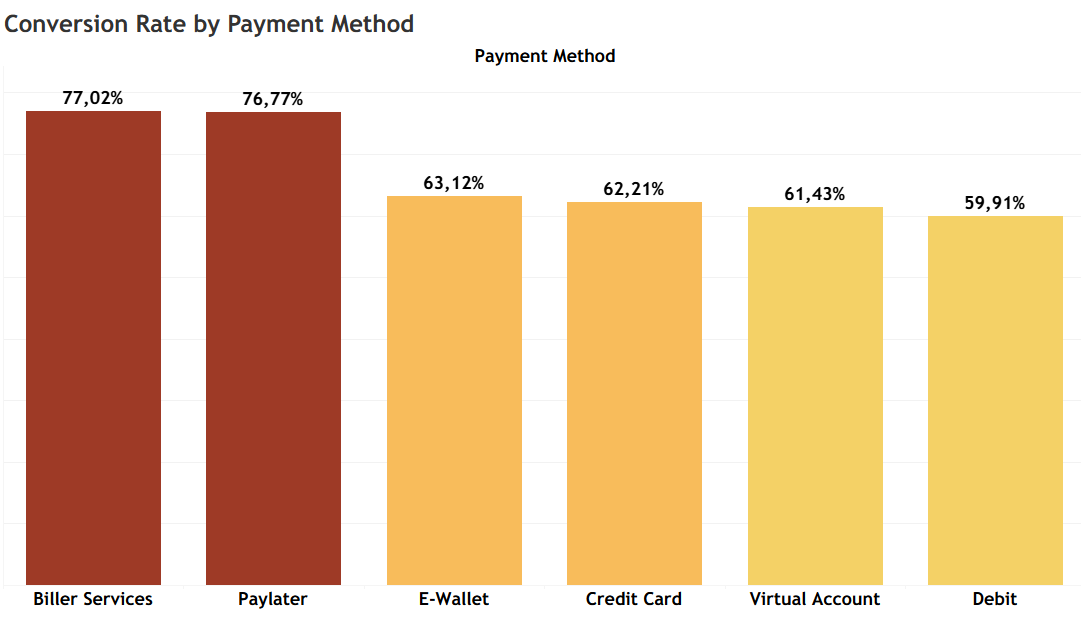 Conversion Rate by Payment Method
Payment Method
77,02%
76,77%
63,12%
62,21%
61,43%
59,91%
Biller Services
Paylater
E-Wallet
Credit Card
Virtual Account
Debit